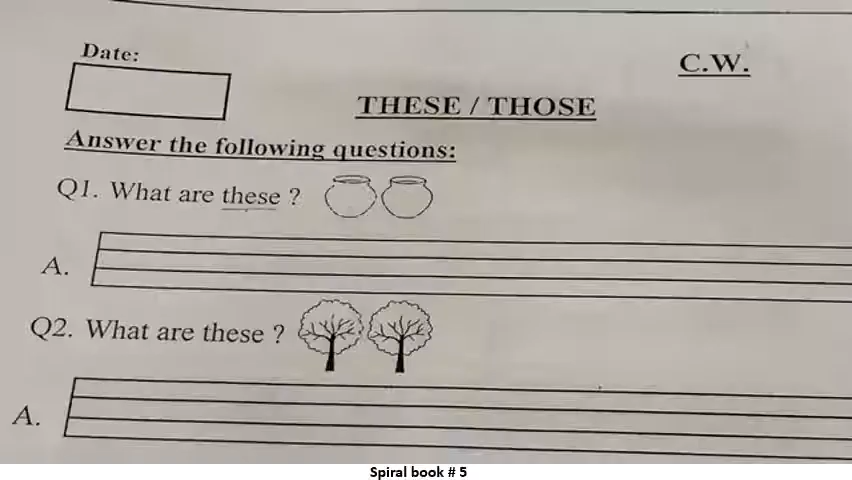 Date:
C.W.
THESE / THOSE
Answer the following questions:
Q1. What are these ?
A.
Q2. What are these ?
A.
Spiral book # 5